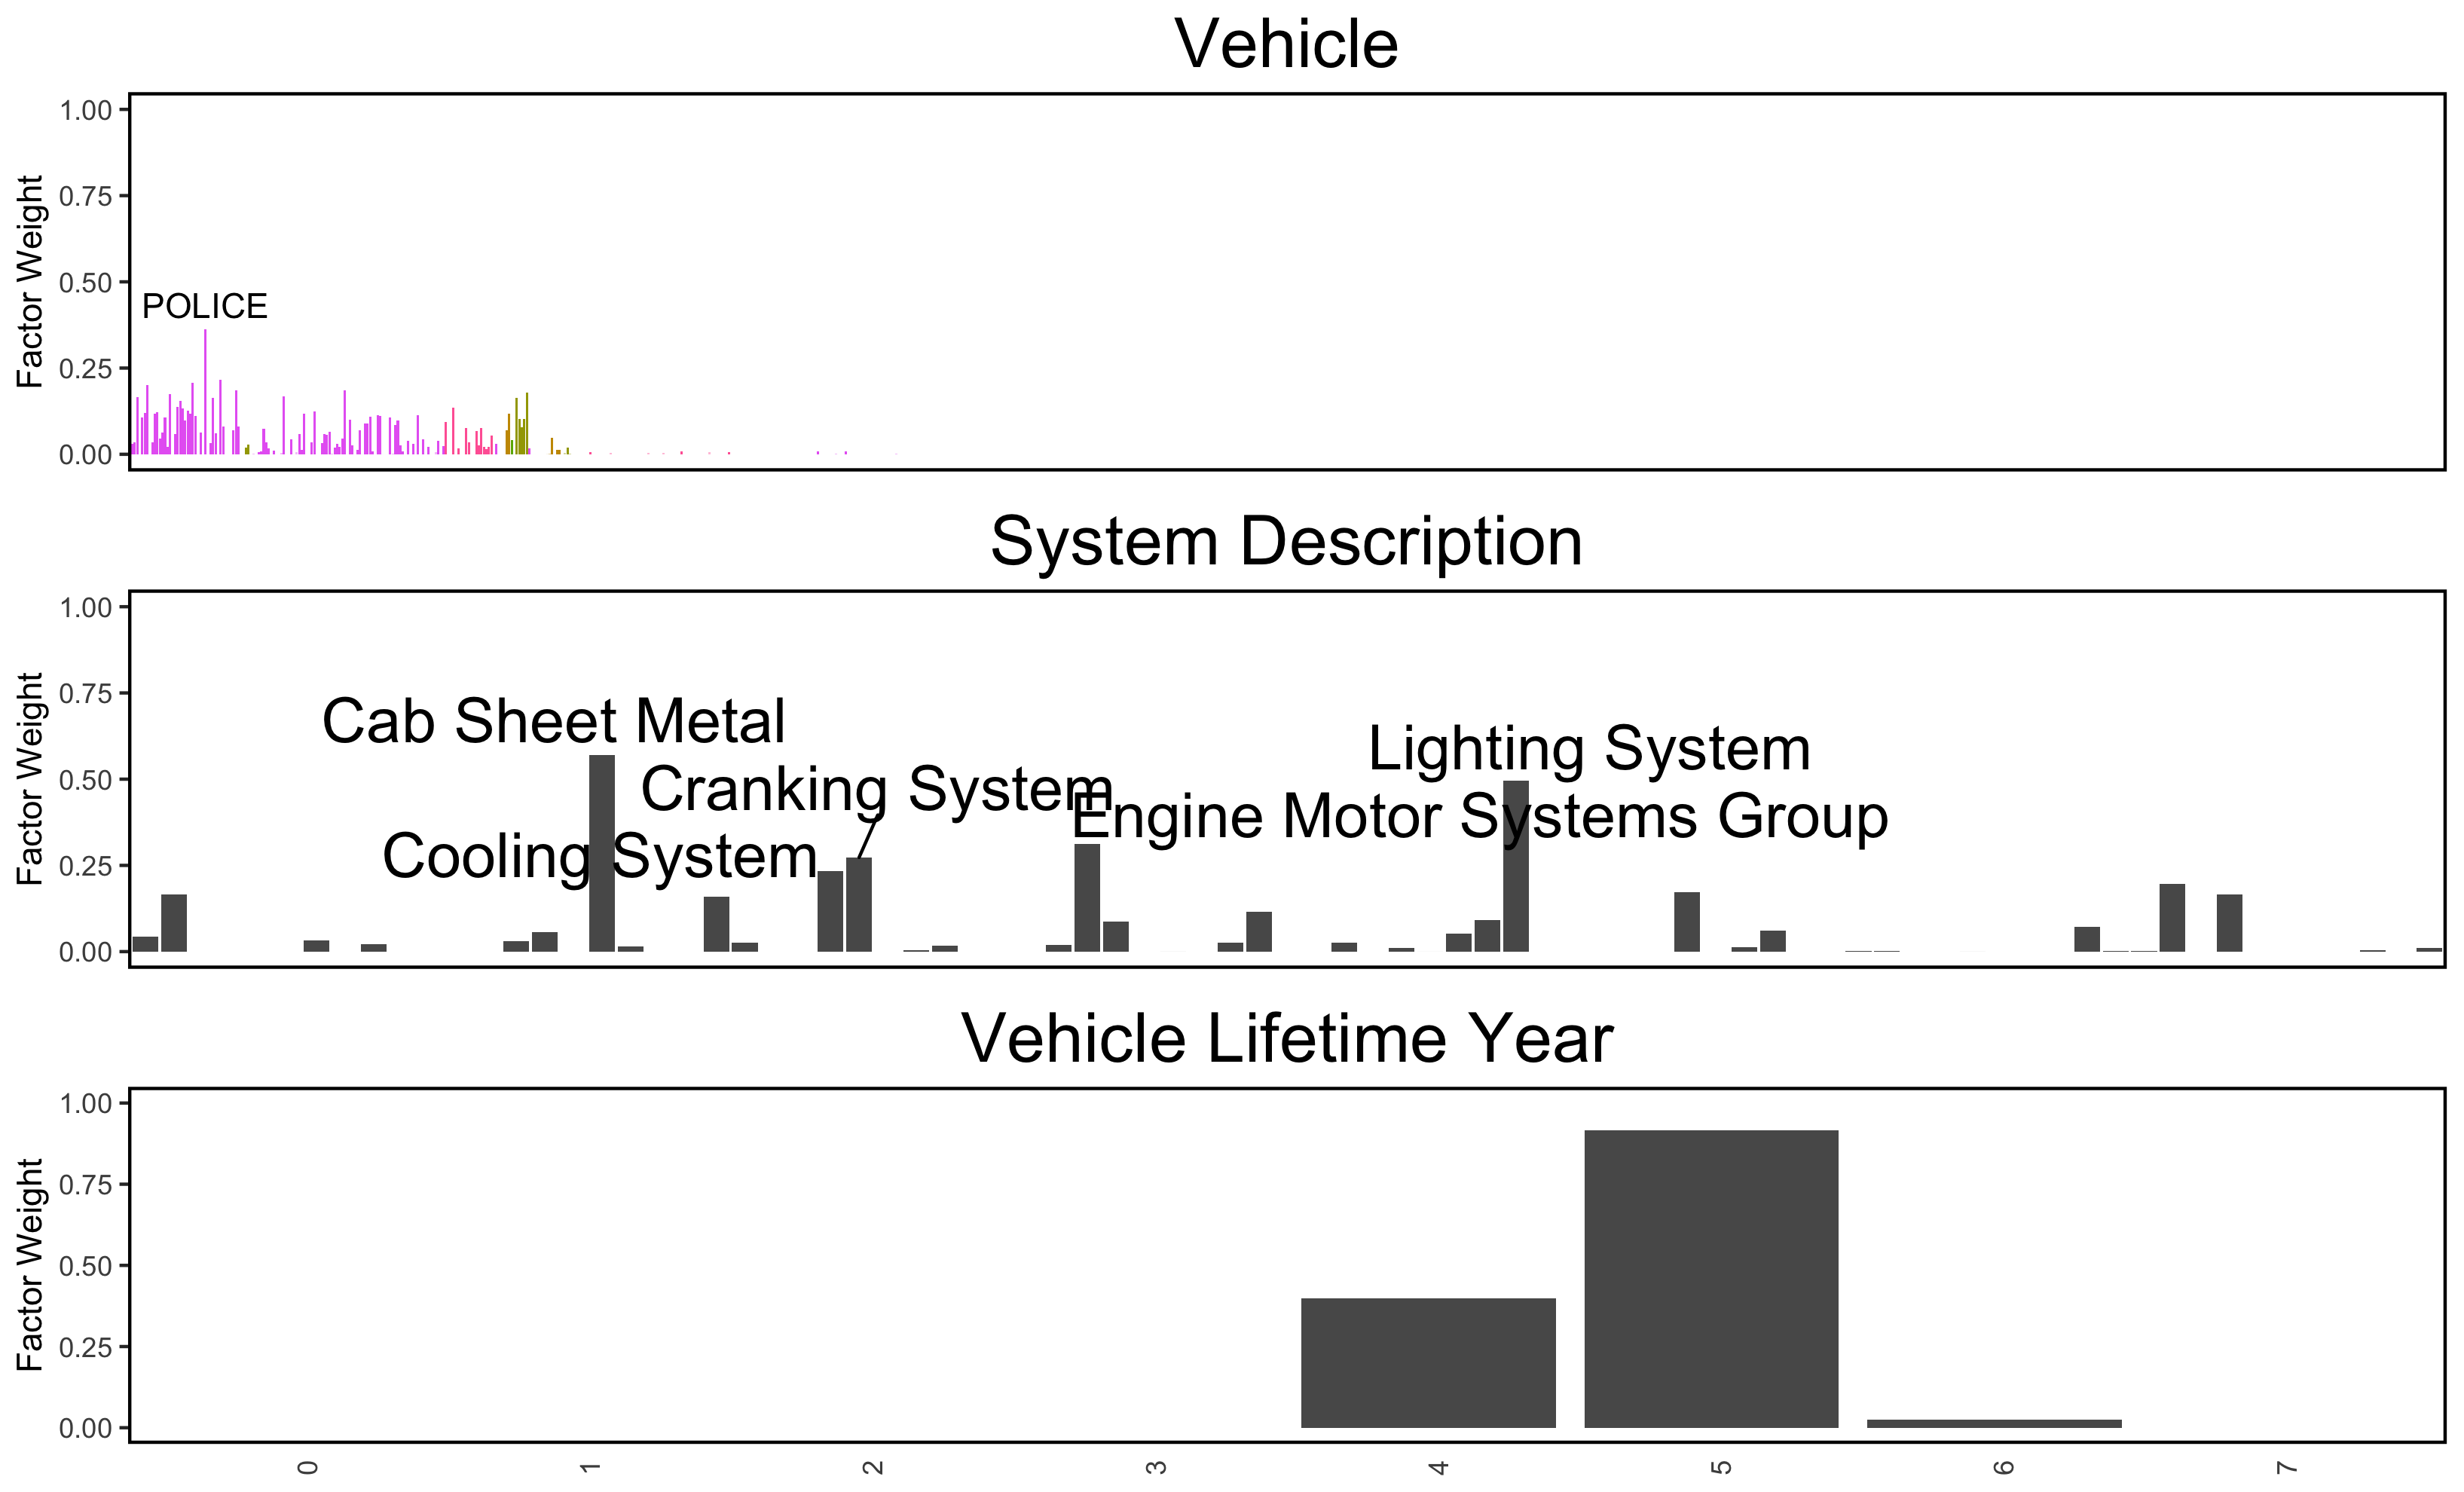 Vehicle
Factor Weight
1.00
0.75
0.50
0.25
0.00
POLICE
System Description
Factor Weight
1.00
0.75
0.50
0.25
0.00
Cab Sheet Metal
Lighting System
Cranking System
Engine Motor Systems Group
Cooling System
Vehicle Lifetime Year
Factor Weight
1.00
0.75
0.50
0.25
0.00
0 1 2 3 4 5 6 7